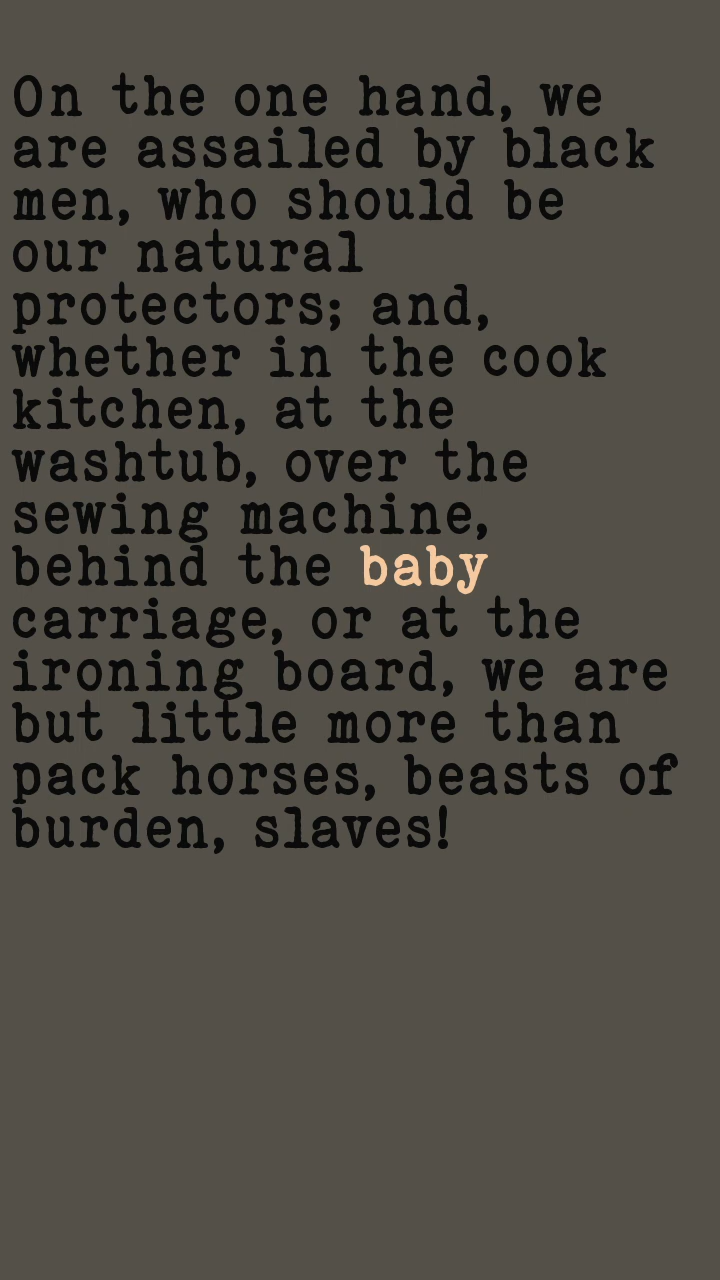 On the one hand, we
are assailed by black
men, who should be
our natural
protectors; and,
whether in the cook
kitchen, at the
washtub, over the
sewing machine,
behind the baby
carriage, or at the
ironing board, we are
but little more than
pack horses, beasts of
burden, slaves!